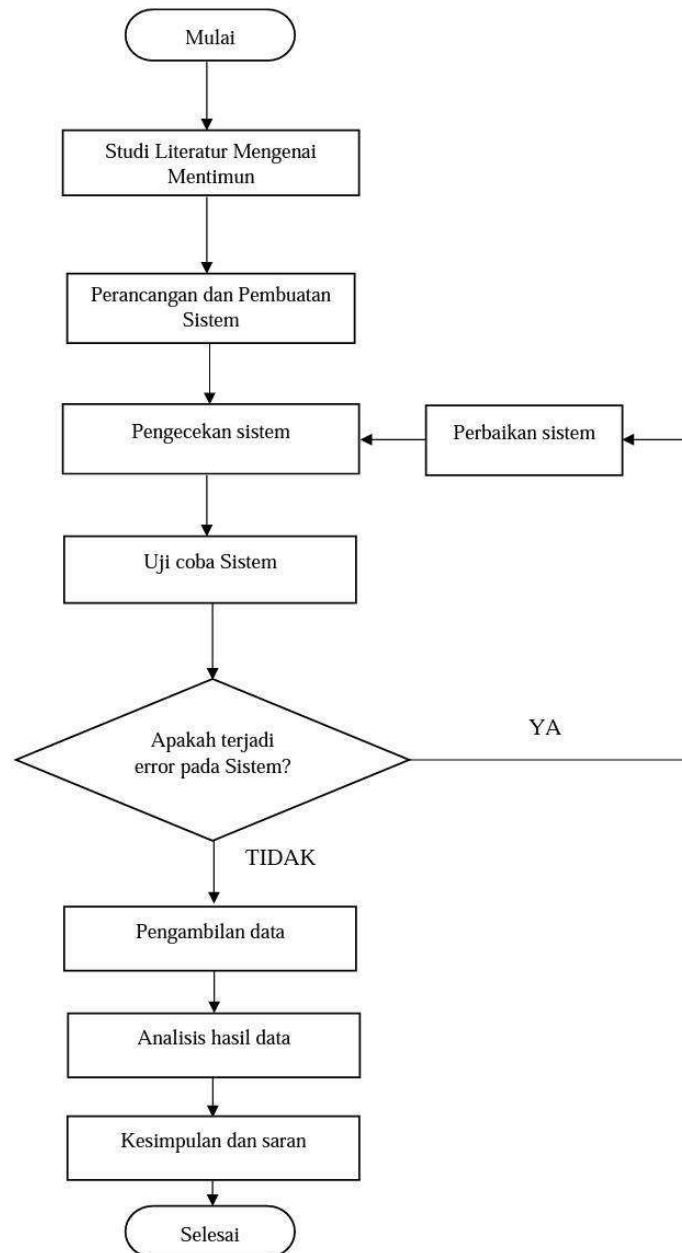 Mulai
Studi Literatur Mengenai
Mentimun
Perancangan dan Pembuatan
Sistem
Pengecekan sistem
Perbaikan sistem
Uji coba Sistem
Apakah terjadi
error pada Sistem?
YA
TIDAK
Pengambilan data
Analisis hasil data
Kesimpulan dan saran
Selesai